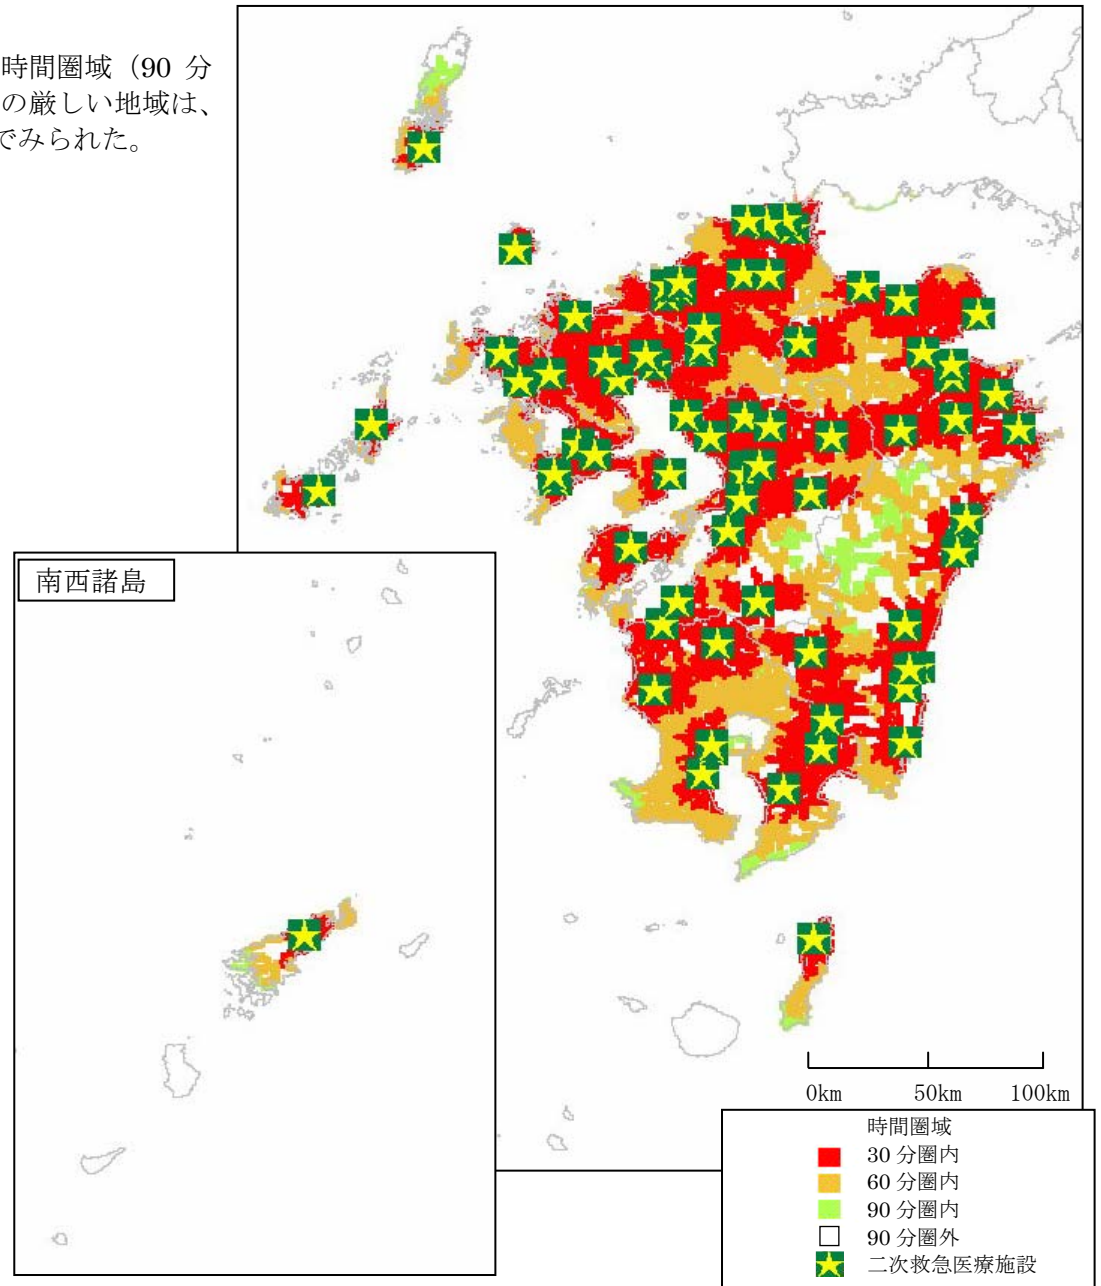 時間圏域（90 分
の厳しい地域は、
でみられた。
南西諸島
0km 50km 100km
時間圏域
30 分圏内
60 分圏内
90 分圏内
90 分圏外
二次救急医療施設